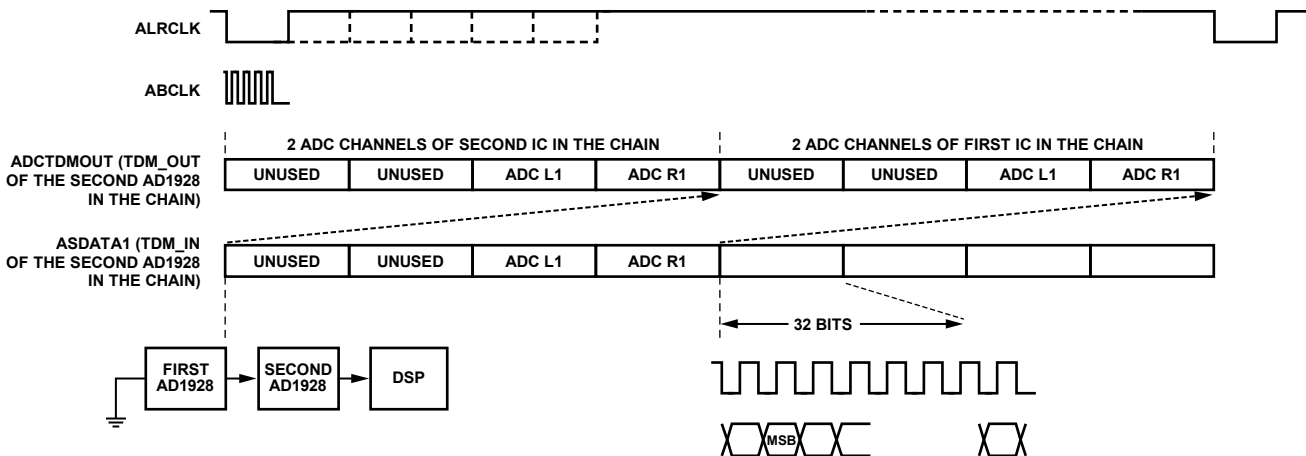 ALRCLK
ABCLK
2 ADC CHANNELS OF SECOND IC IN THE CHAIN
2 ADC CHANNELS OF FIRST IC IN THE CHAIN
ADCTDMOUT (TDM_OUT
OF THE SECOND AD1928
IN THE CHAIN)
UNUSED
UNUSED
ADC L1
ADC R1
UNUSED
UNUSED
ADC L1
ADC R1
ASDATA1 (TDM_IN
OF THE SECOND AD1928
IN THE CHAIN)
UNUSED
UNUSED
ADC L1
ADC R1
32 BITS
FIRST
AD1928
SECOND
AD1928
DSP
MSB